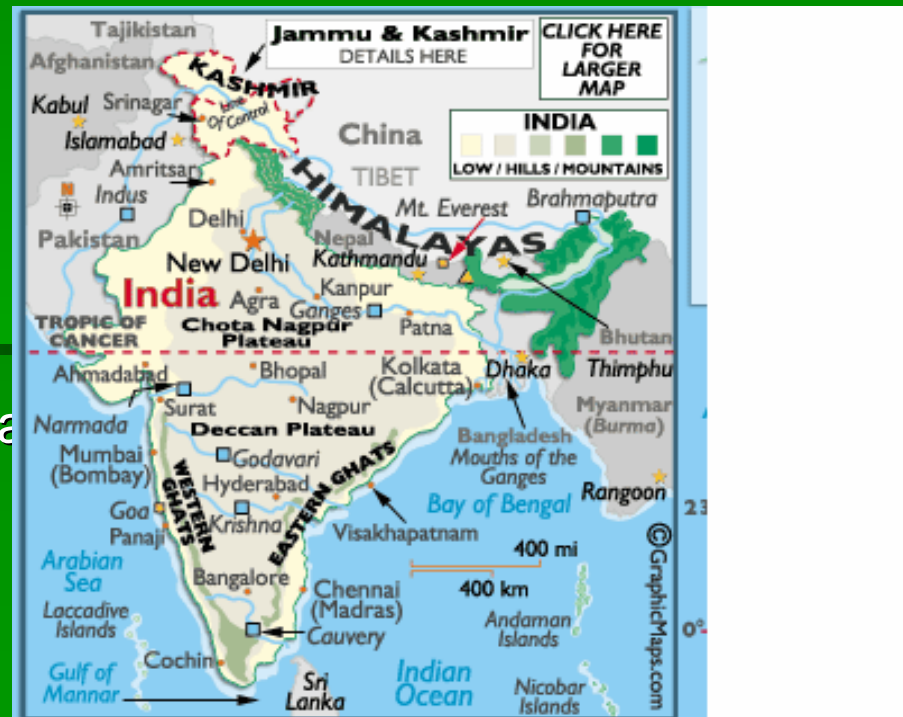 Tajikistan
Jammu & Kashmir
DETAILS HERE
CLICK HERE
FOR
LARGER
MAP
Afghanistan
KASHMIR
Kabul
Srinagar
Line
Of Control
Islamabad
China
INDIA
LOW / HILLS / MOUNTAINS
Amritsar
TIBET
HIMALAYAS
N
Indus
Mt. Everest
Brahmaputra
Delhi
Pakistan
Nepal
New Delhi
Kathmandu
India
Agra
Kanpur
Ganges
TROPIC OF
CANCER
Chota Nagpur
Plateau
Patna
Bhutan
Ahmadabad
Bhopal
Kolkata
(Calcutta)
Dhaka
Thimphu
Surat
Nagpur
Narmada
Deccan Plateau
Myanmar
(Burma)
a
Mumbai
(Bombay)
Godavari
Bangladesh
Mouths of the
Ganges
WESTERN
GHATS
Hyderabad
EASTERN GHATS
Rangoon
Goa
Krishna
Bay of Bengal
23
Panaji
Visakhapatnam
Arabian
Sea
400 mi
Bangalore
400 km
Chennai
(Madras)
Laccadive
Islands
Andaman
Islands
Cauvery
0°
Cochin
Gulf of
Mannar
Sri
Lanka
Indian
Ocean
Nicobar
Islands
©GraphicMaps.com